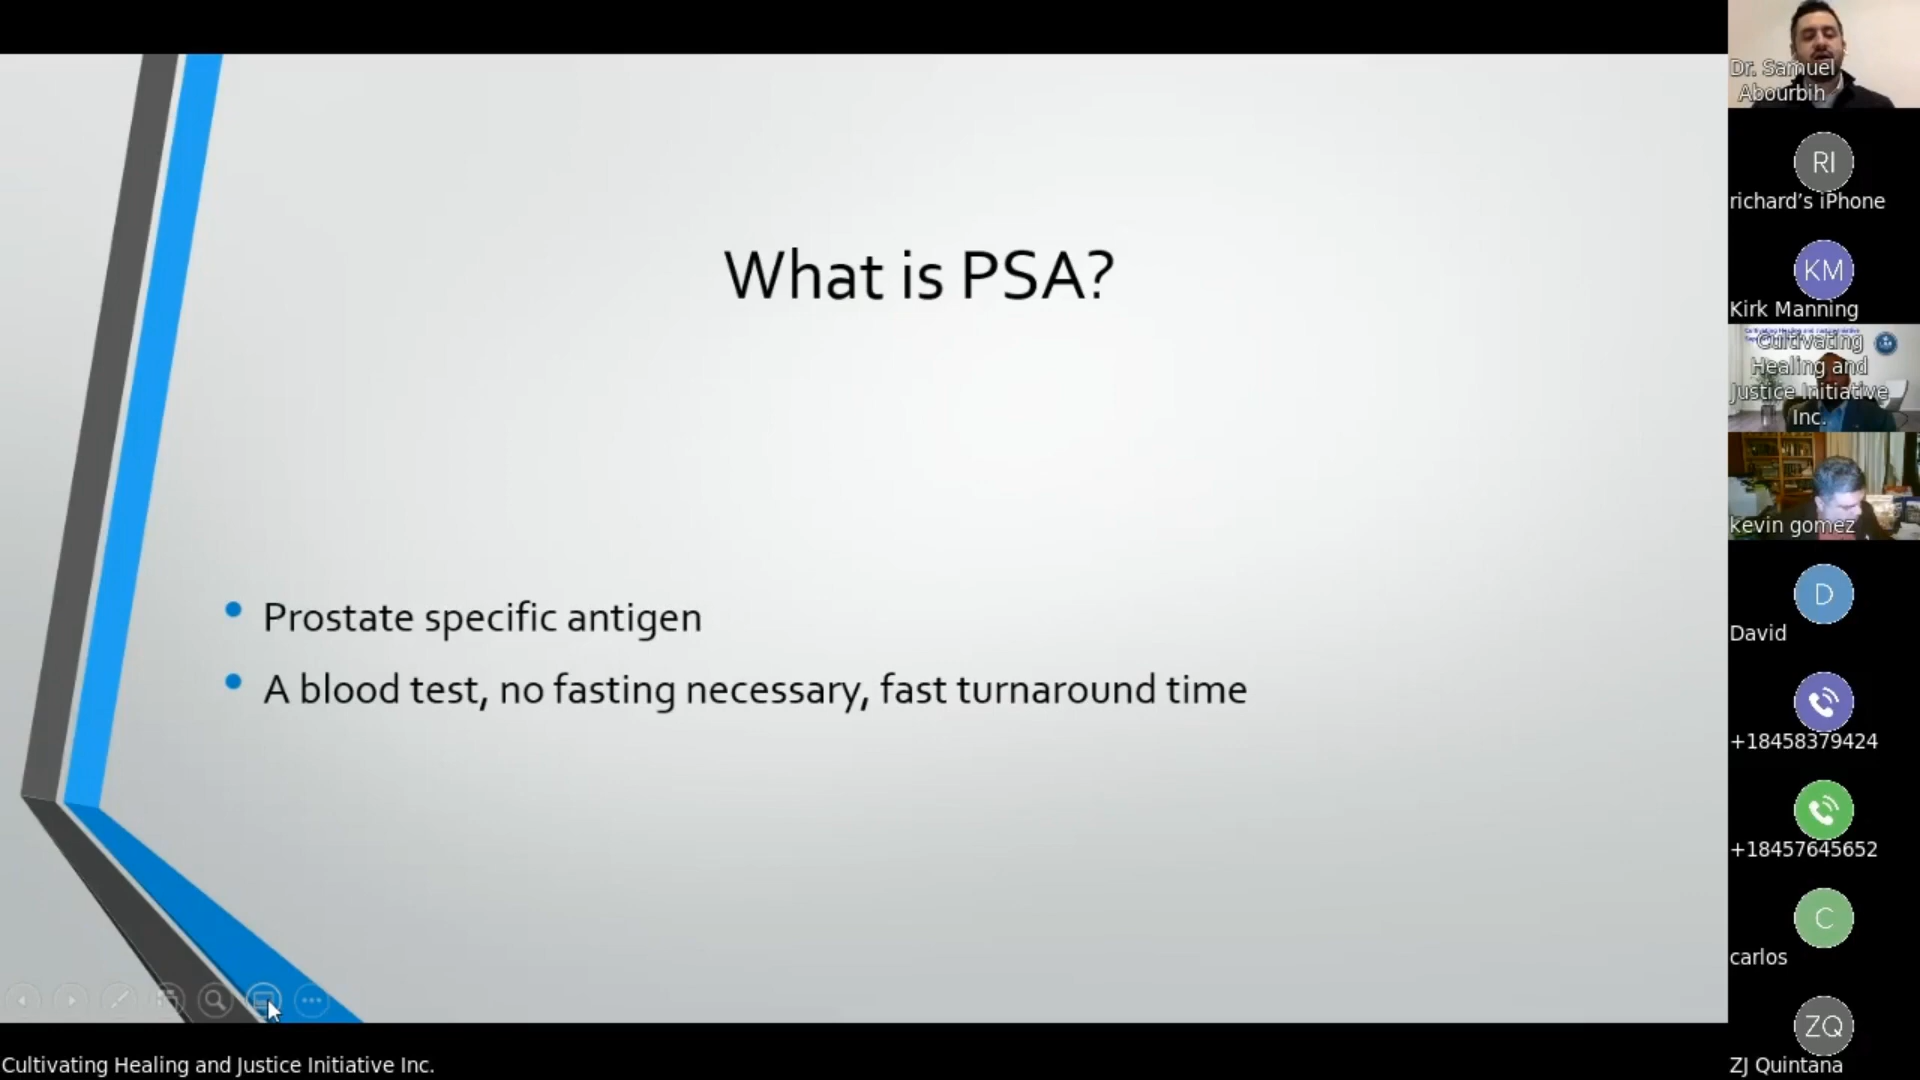 What is PSA?
Prostate specific antigen
A blood test, no fasting necessary, fast turnaround time
Cultivating Healing and Justice Initiative Inc.
Dr. Samuel
Abourbih
RI
richard’s iPhone
KM
Kirk Manning
Cultivating
Healing and
Justice Initiative
Inc.
kevin gomez
D
David
+18458379424
+18457645652
C
carlos
ZQ
ZJ Quintana